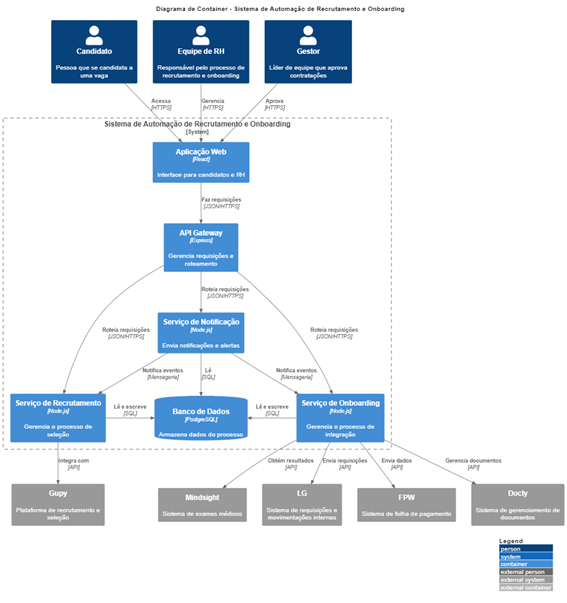 Diagrama de Container - Sistema de Automação de Recrutamento e Onboarding
Candidato
Pessoa que se candidata a
uma vaga
Equipe de RH
Responsável pelo processo de
recrutamento e onboarding
Gestor
Líder de equipe que aprova
contratações
Acessa
[HTTPS]
Gerencia
[HTTPS]
Aprova
[HTTPS]
Sistema de Automação de Recrutamento e Onboarding
[System]
Aplicação Web
[React]
Interface para candidatos e RH
Faz requisições
[JSON/HTTPS]
API Gateway
[Express]
Gerencia requisições e
roteamento
Roteia requisições
[JSON/HTTPS]
Roteia requisições
[JSON/HTTPS]
Roteia requisições
[JSON/HTTPS]
Serviço de Notificação
[Node.js]
Envia notificações e alertas
Notifica eventos
[Mensageria]
Lê
[SQL]
Notifica eventos
[Mensageria]
Serviço de Recrutamento
[Node.js]
Gerencia o processo de
seleção
Lê e escreve
[SQL]
Banco de Dados
[PostgreSQL]
Armazena dados do processo
Lê e escreve
[SQL]
Serviço de Onboarding
[Node.js]
Gerencia o processo de
integração
Integra com
[API]
Obtém resultados
[API]
Envia requisições
[API]
Envia dados
[API]
Gerencia documentos
[API]
Gupy
Plataforma de recrutamento e
seleção
Mindsight
Sistema de exames médicos
LG
Sistema de requisições e
movimentações internas
FPW
Sistema de folha de pagamento
Docly
Sistema de gerenciamento de
documentos
Legend
person
system
container
external person
external system
external container